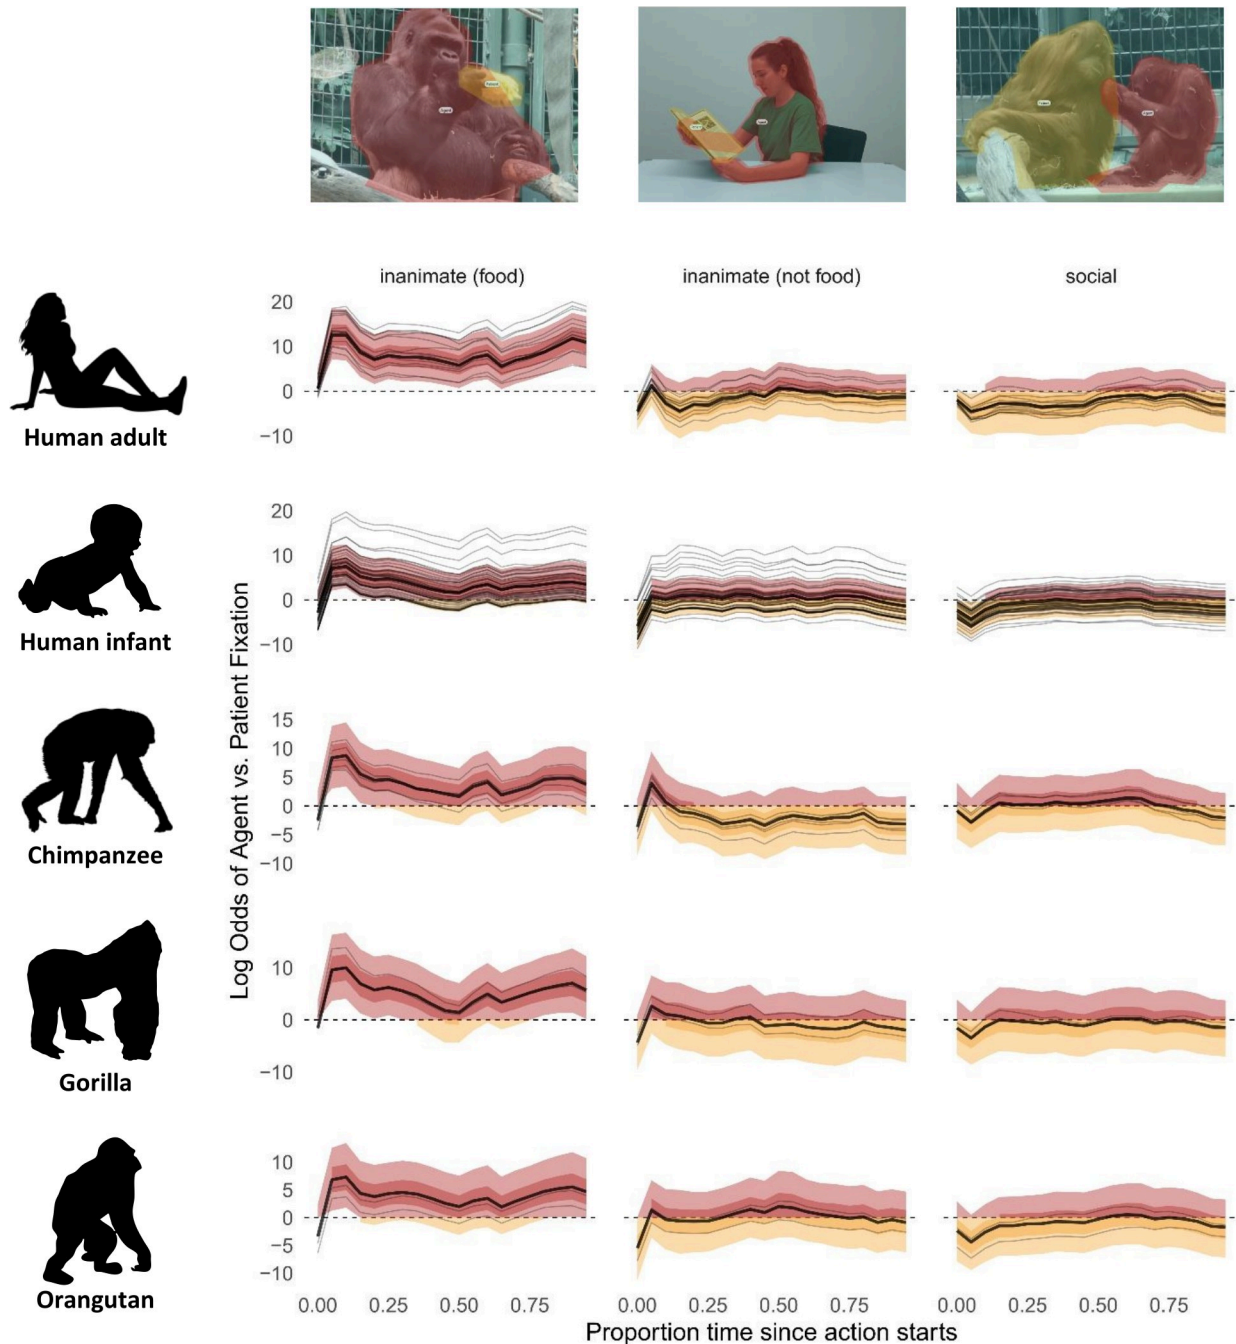 inanimate (food)
inanimate (not food)
social
20
10
0
−10
Human adult
20
10
0
−10
Human infant
Log Odds of Agent vs. Patient Fixation
15
10
5
0
−5
−10
Chimpanzee
10
0
−10
Gorilla
10
5
0
−5
−10
Orangutan
0.00 0.25 0.50 0.75 0.00 0.25 0.50 0.75 0.00 0.25 0.50 0.75
Proportion time since action starts